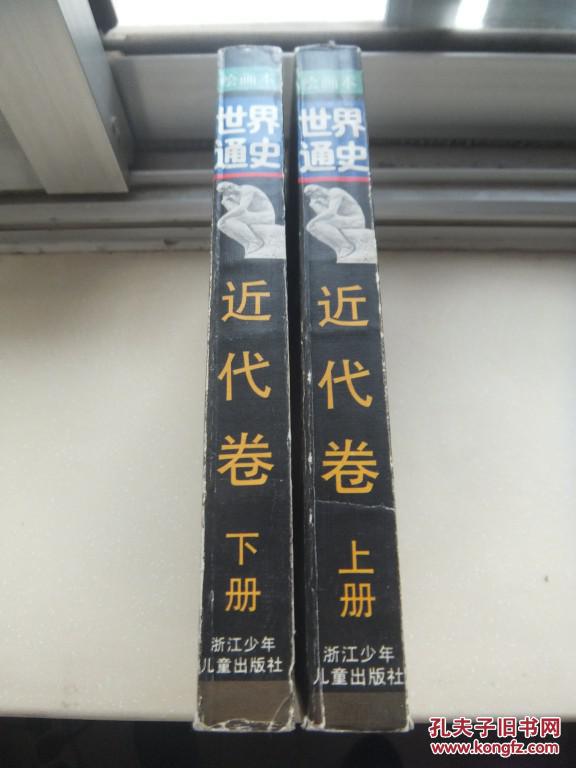 绘画本
世界
通史
近代卷
下册
浙江少年
儿童出版社
绘画本
世界
通史
近代卷
上册
浙江少年
儿童出版社
孔夫子旧书网
www.kongfz.com